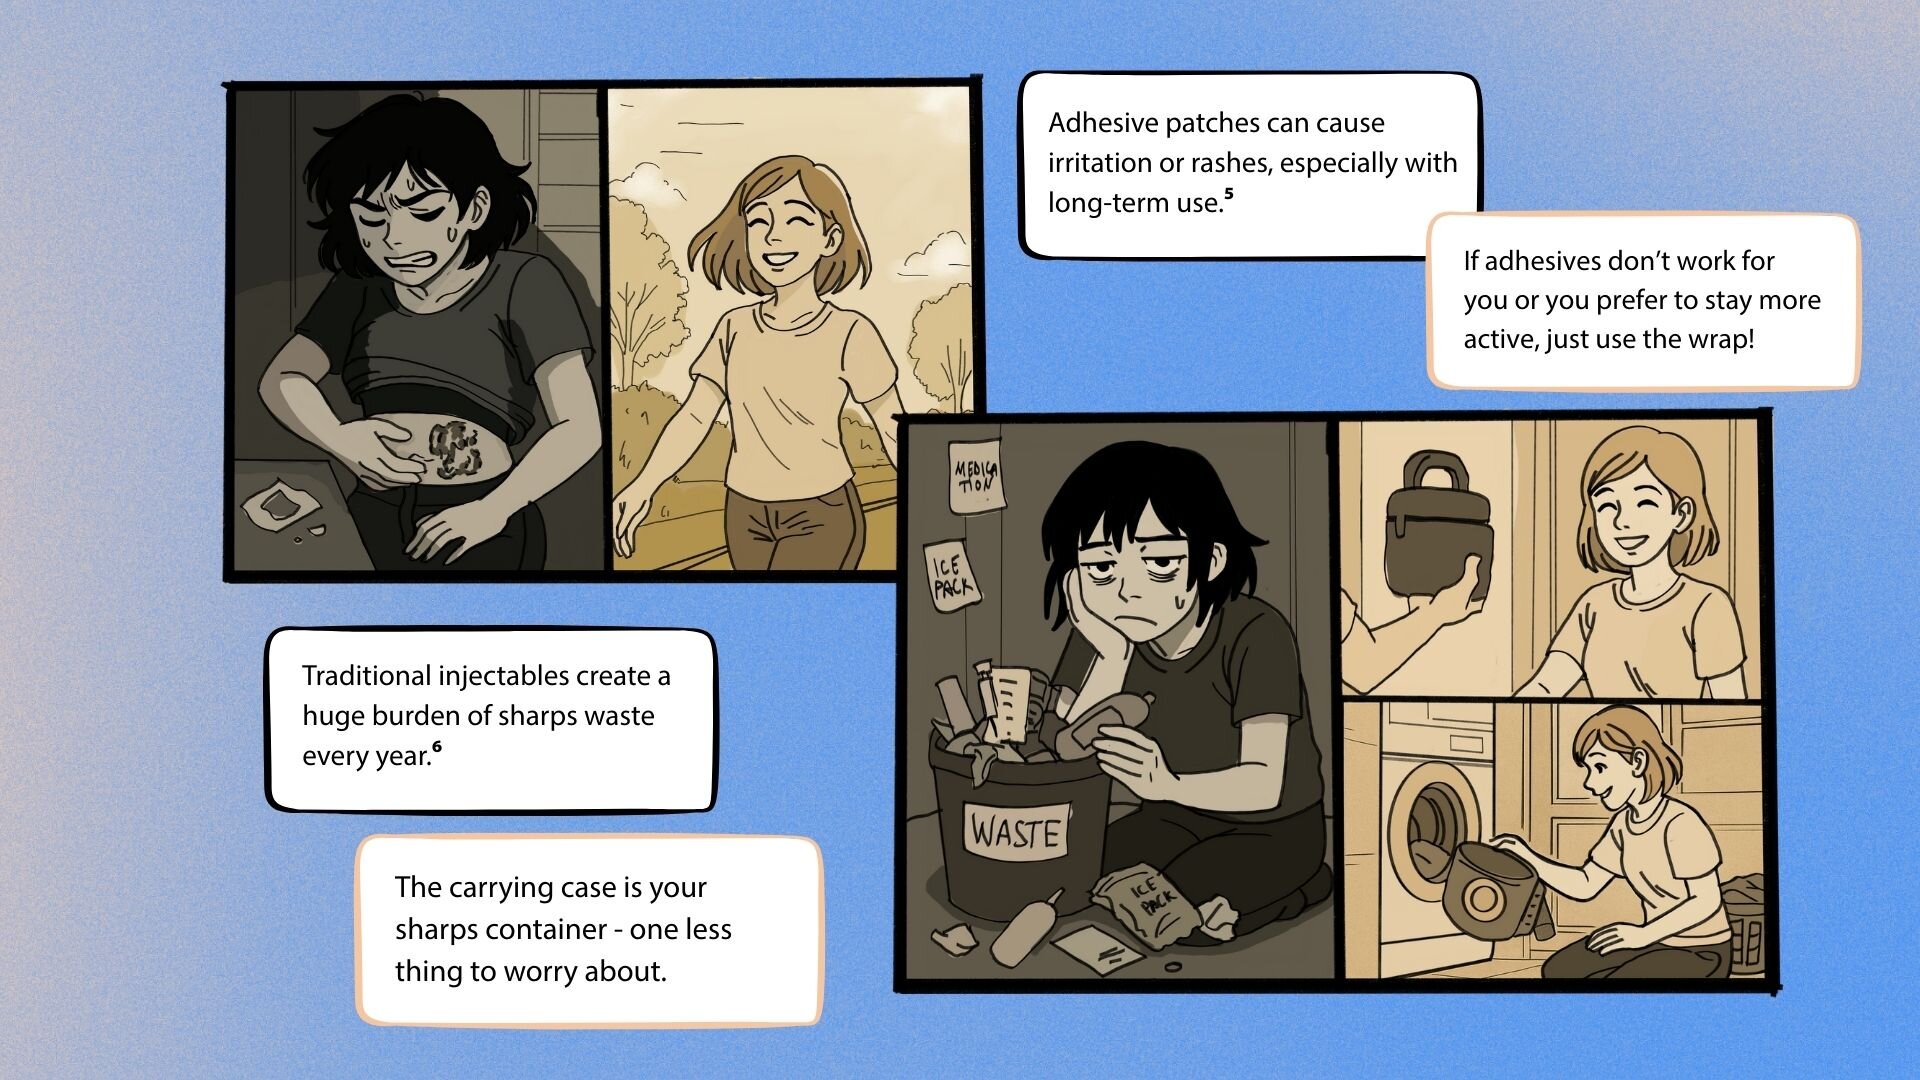 Adhesive patches can cause
irritation or rashes, especially with
long-term use.⁵
If adhesives don’t work for
you or you prefer to stay more
active, just use the wrap!
MEDICA
TION
ICE
PACK
WASTE
ICE
PACK
Traditional injectables create a
huge burden of sharps waste
every year.⁶
The carrying case is your
sharps container - one less
thing to worry about.